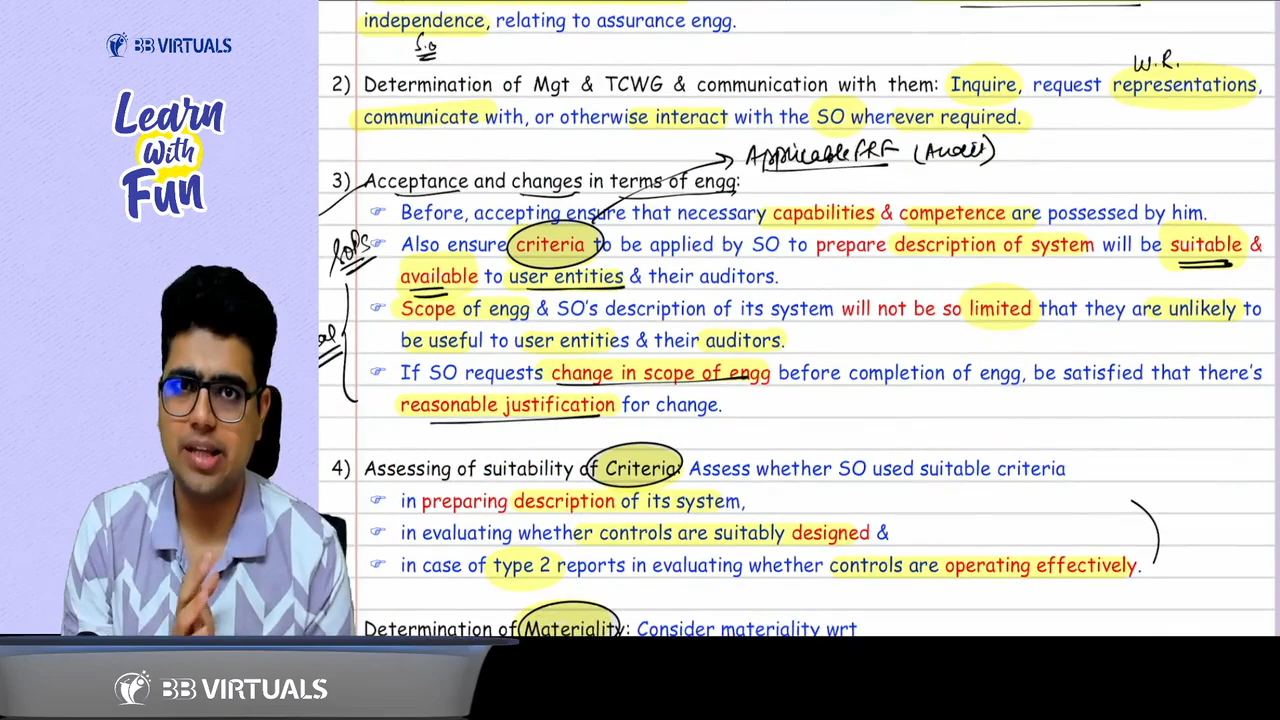 BB VIRTUALS
Learn
With
Fun
independence, relating to assurance engg.
S.O
W.R.
2) Determination of Mgt & TCWG & communication with them: Inquire, request representations,
communicate with, or otherwise interact with the SO wherever required.
Applicable FRF (Audit)
3) Acceptance and changes in terms of engg:
☞ Before, accepting ensure that necessary capabilities & competence are possessed by him.
☞ Also ensure criteria to be applied by SO to prepare description of system will be suitable &
available to user entities & their auditors.
☞ Scope of engg & SO's description of its system will not be so limited that they are unlikely to
be useful to user entities & their auditors.
☞ If SO requests change in scope of engg before completion of engg, be satisfied that there's
reasonable justification for change.
4) Assessing of suitability of Criteria: Assess whether SO used suitable criteria
☞ in preparing description of its system,
☞ in evaluating whether controls are suitably designed &
☞ in case of type 2 reports in evaluating whether controls are operating effectively.
Determination of Materiality: Consider materiality wrt
BB VIRTUALS